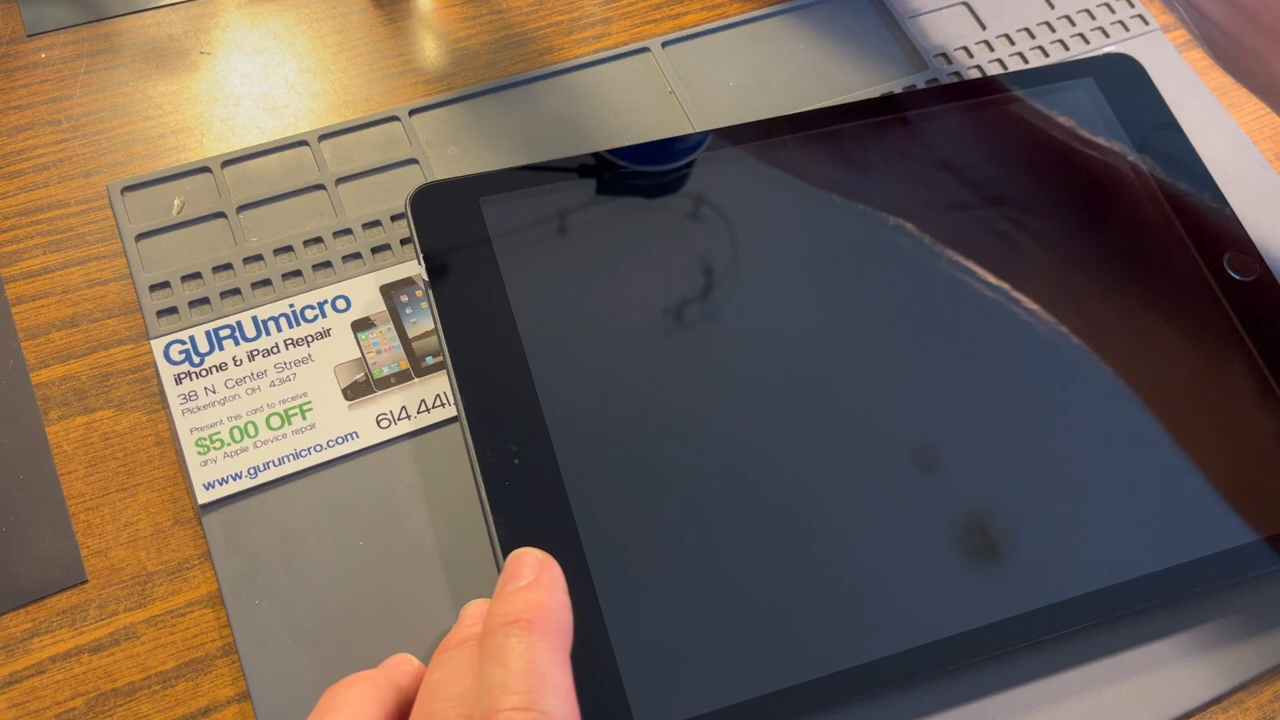 GURUmicro
iPhone & iPad Repair
38 N. Center Street
Pickerington, OH 43147
Present this card to receive
$5.00 OFF
any Apple iDevice repair
614.441.
www.gurumicro.com